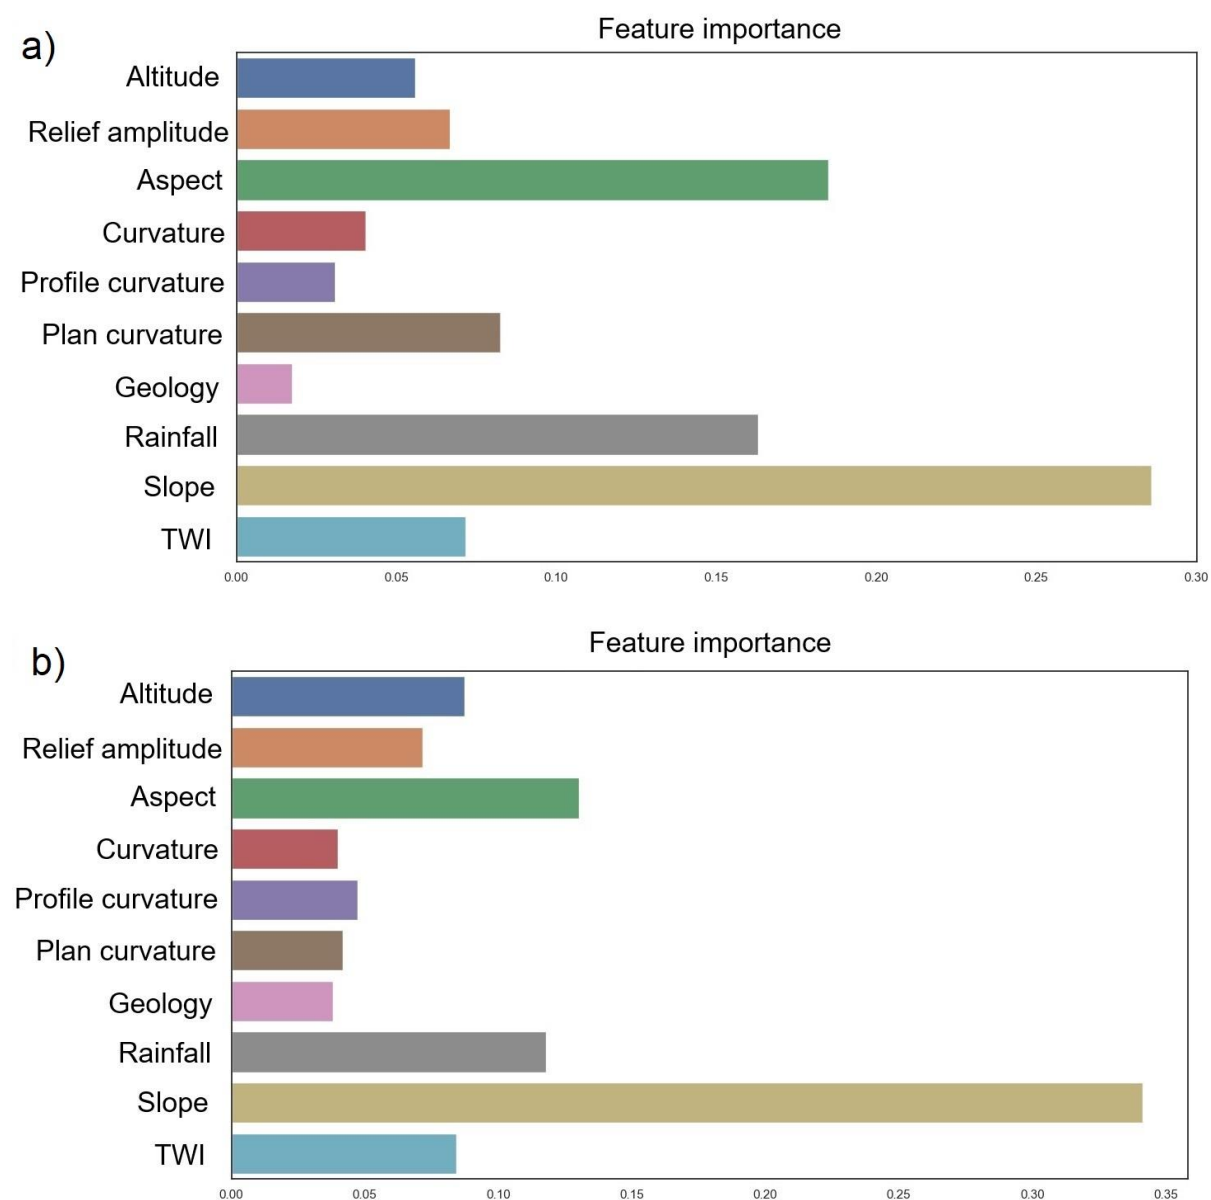 a)
Feature importance
Altitude
Relief amplitude
Aspect
Curvature
Profile curvature
Plan curvature
Geology
Rainfall
Slope
TWI
0.00 0.05 0.10 0.15 0.20 0.25 0.30
b)
Feature importance
Altitude
Relief amplitude
Aspect
Curvature
Profile curvature
Plan curvature
Geology
Rainfall
Slope
TWI
0.00 0.05 0.10 0.15 0.20 0.25 0.30 0.35